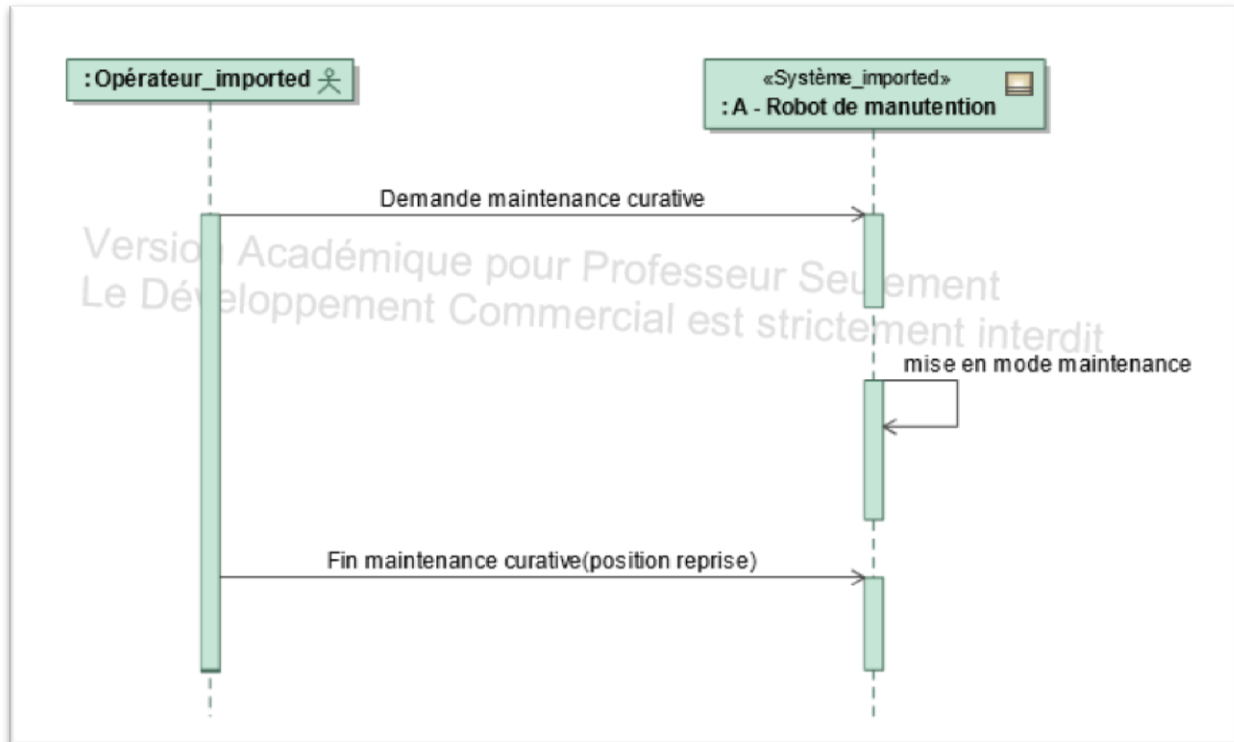 :Opérateur_imported
«Système_imported»
:A - Robot de manutention
Demande maintenance curative
Version Académique pour Professeur Seulement
Le Développement Commercial est strictement interdit
mise en mode maintenance
Fin maintenance curative(position reprise)